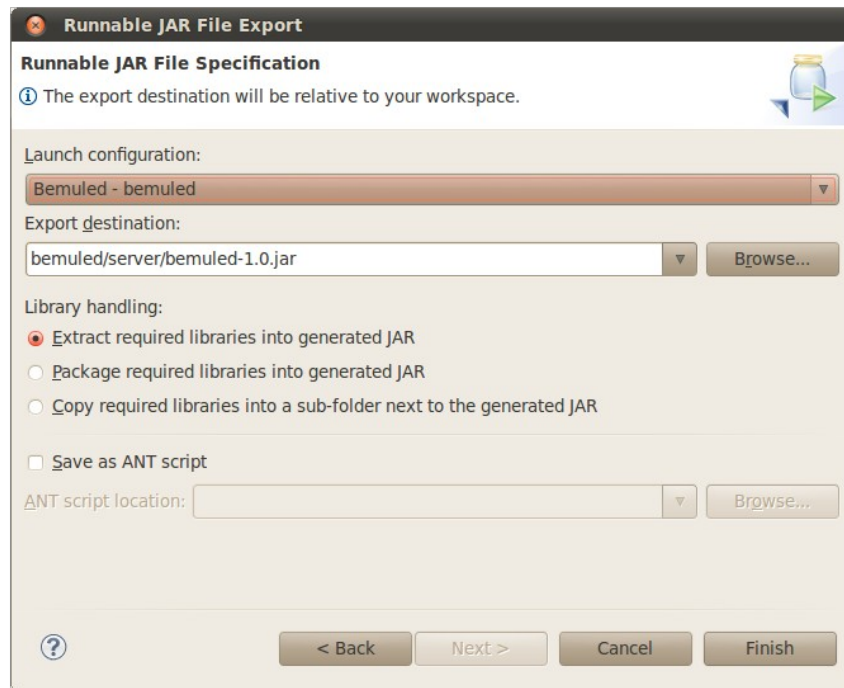 Runnable JAR File Export
Runnable JAR File Specification
The export destination will be relative to your workspace.
Launch configuration:
Bemuled - bemuled
Export destination:
bemuled/server/bemuled-1.0.jar Browse...
Library handling:
Extract required libraries into generated JAR
Package required libraries into generated JAR
Copy required libraries into a sub-folder next to the generated JAR
Save as ANT script
ANT script location: Browse...
? < Back Next > Cancel Finish